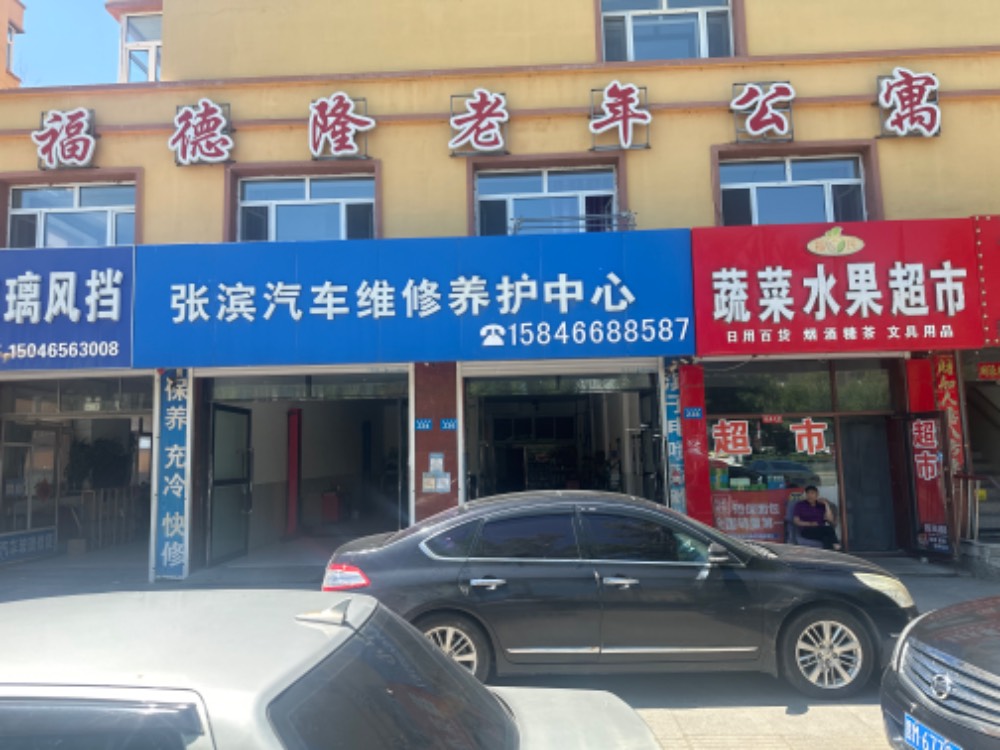 福德隆老年公寓
璃风挡
15046563008
张滨汽车维修养护中心
☎15846688587
蔬菜水果超市
日用百货 烟酒糖茶 文具用品
保养 充冷 快修
超市
超市